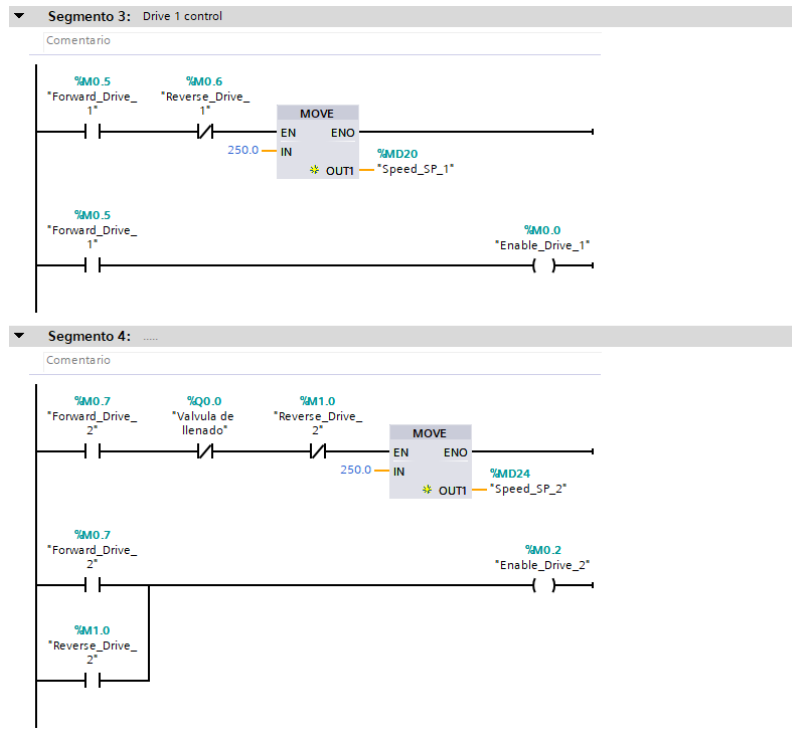 Segmento 3: Drive 1 control
Comentario
%M0.5 %M0.6
"Forward_Drive_ "Reverse_Drive_
1" 1"
MOVE
EN ENO
250.0 IN
%MD20
OUT1 "Speed_SP_1"
%M0.5
"Forward_Drive_
1"
%M0.0
"Enable_Drive_1"
Segmento 4: .....
Comentario
%M0.7 %Q0.0 %M1.0
"Forward_Drive_ "Valvula de "Reverse_Drive_
2" llenado" 2"
MOVE
EN ENO
250.0 IN
%MD24
OUT1 "Speed_SP_2"
%M0.7
"Forward_Drive_
2"
%M0.2
"Enable_Drive_2"
%M1.0
"Reverse_Drive_
2"